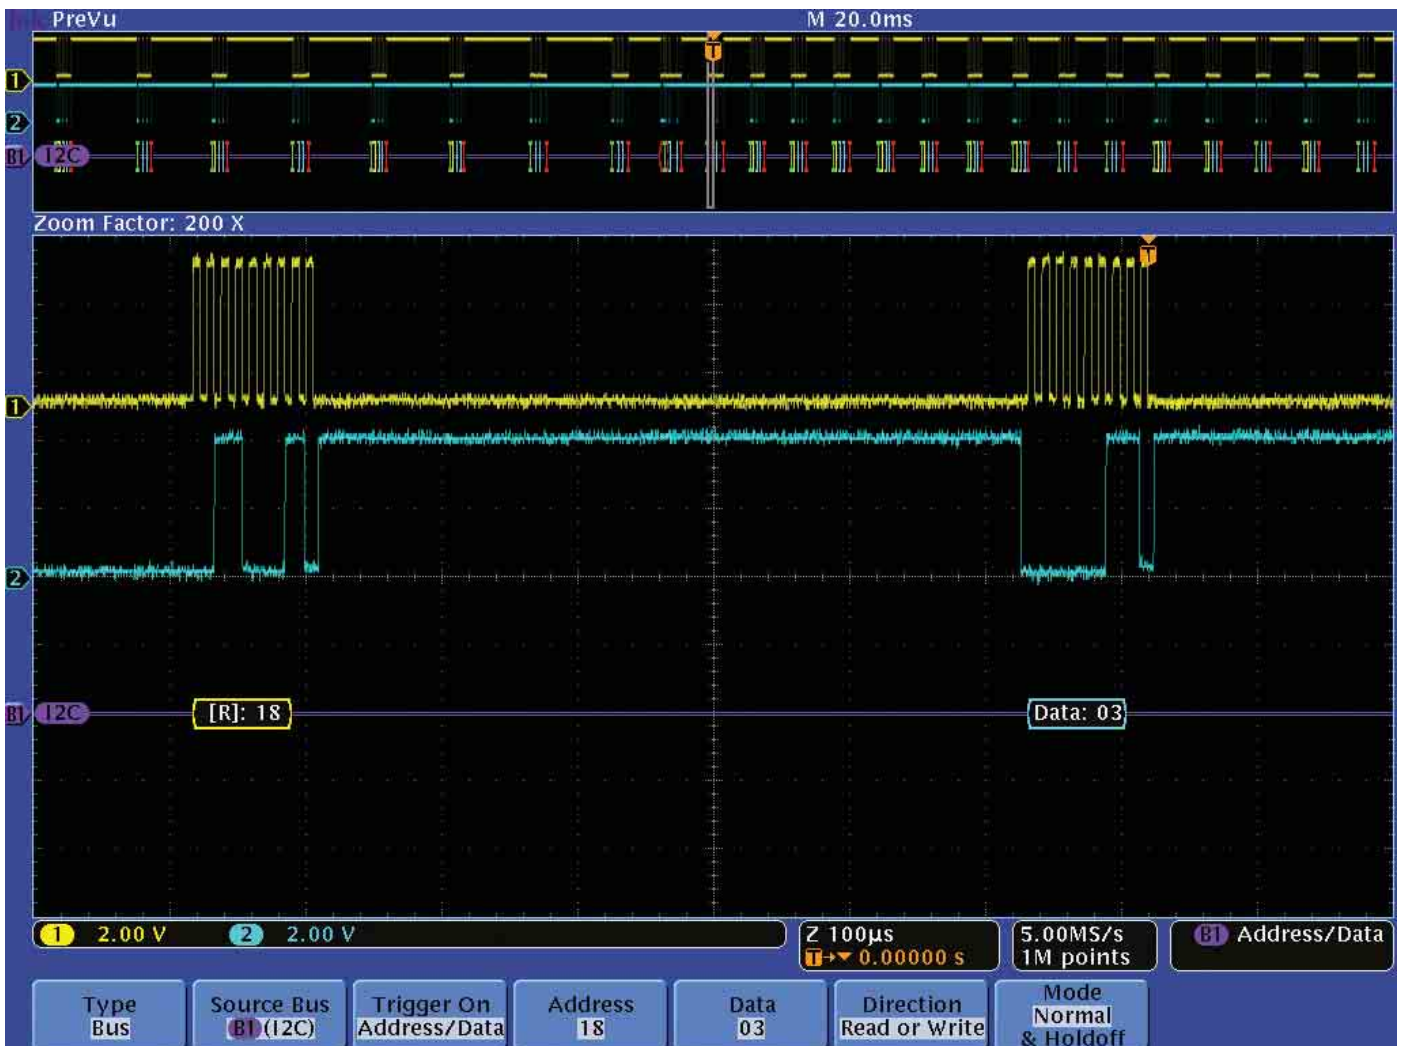 PreVu M 20.0ms
T
1
2
B1 I2C
Zoom Factor: 200 X
T
1
2
B1 I2C [R]: 18 Data: 03
1 2.00 V 2 2.00 V
Z 100µs 5.00MS/s B1 Address/Data
T→▼ 0.00000 s 1M points
Type Source Bus Trigger On Address Data Direction Mode
Bus B1 (I2C) Address/Data 18 03 Read or Write Normal
& Holdoff